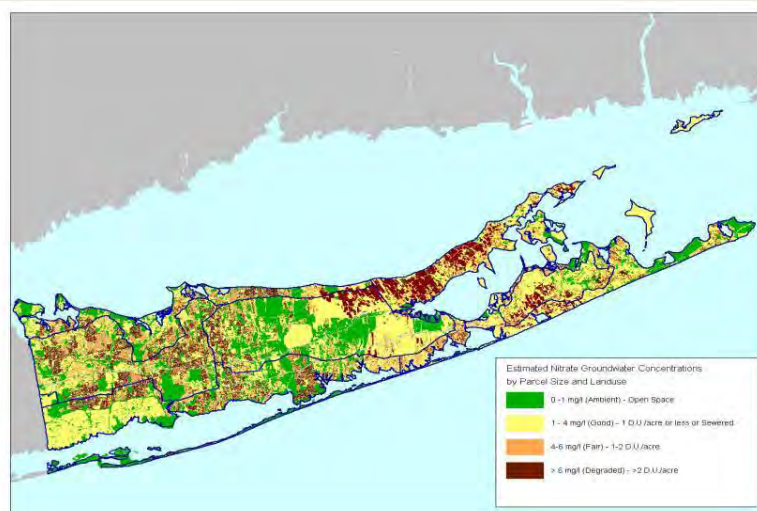 Estimated Nitrate Groundwater Concentrations
by Parcel Size and Landuse
0 -1 mg/l (Ambient) - Open Space
1 - 4 mg/l (Good) - 1 D.U./acre or less or Sewered
4-6 mg/l (Fair) - 1-2 D.U./acre
> 6 mg/l (Degraded) - >2 D.U./acre